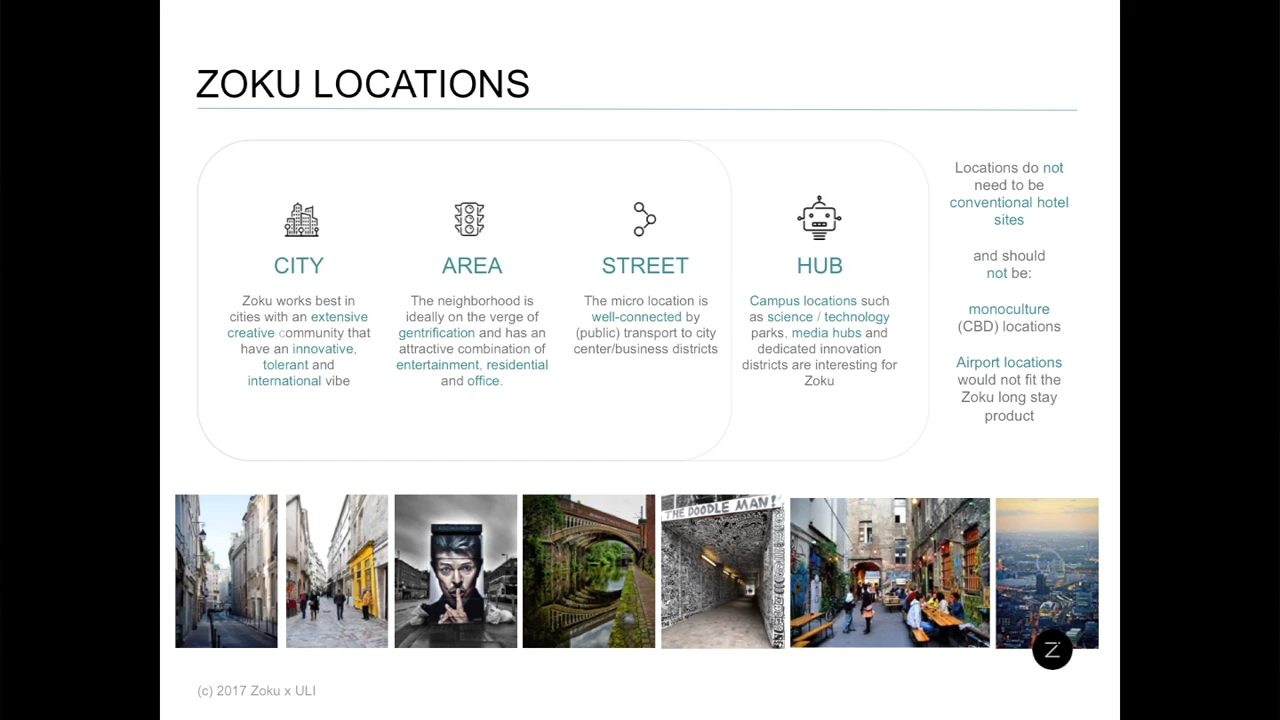 ZOKU LOCATIONS
CITY
Zoku works best in
cities with an extensive
creative community that
have an innovative,
tolerant and
international vibe
AREA
The neighborhood is
ideally on the verge of
gentrification and has an
attractive combination of
entertainment, residential
and office.
STREET
The micro location is
well-connected by
(public) transport to city
center/business districts
HUB
Campus locations such
as science / technology
parks, media hubs and
dedicated innovation
districts are interesting for
Zoku
Locations do not
need to be
conventional hotel
sites
and should
not be:
monoculture
(CBD) locations
Airport locations
would not fit the
Zoku long stay
product
THE DOODLE MAN!
Z
(c) 2017 Zoku x ULI